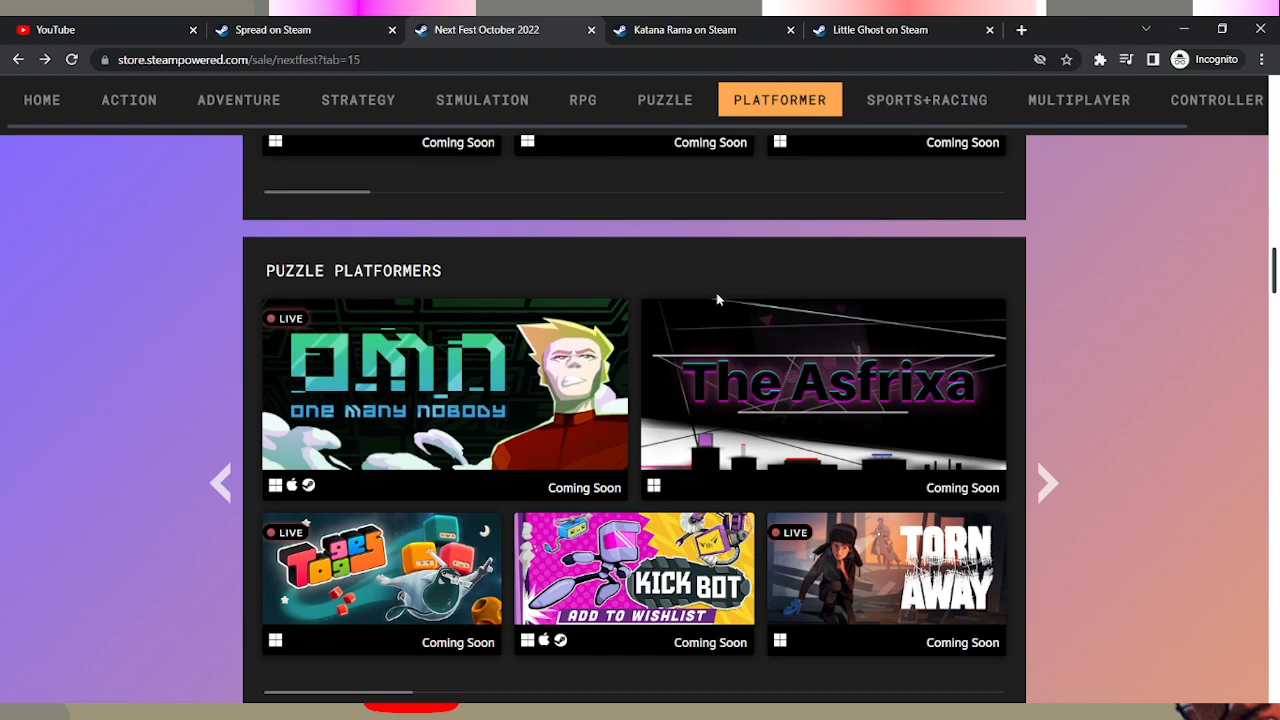 YouTube
Spread on Steam
Next Fest October 2022
Katana Rama on Steam
Little Ghost on Steam
store.steampowered.com/sale/nextfest?tab=15
Incognito
HOME ACTION ADVENTURE STRATEGY SIMULATION RPG PUZZLE PLATFORMER SPORTS+RACING MULTIPLAYER CONTROLLER
Coming Soon Coming Soon Coming Soon
PUZZLE PLATFORMERS
LIVE
OMN
ONE MANY NOBODY
The Asfrixa
Coming Soon Coming Soon
LIVE
Togges
KICK BOT
ADD TO WISHLIST
LIVE
TORN
AWAY
Coming Soon Coming Soon Coming Soon